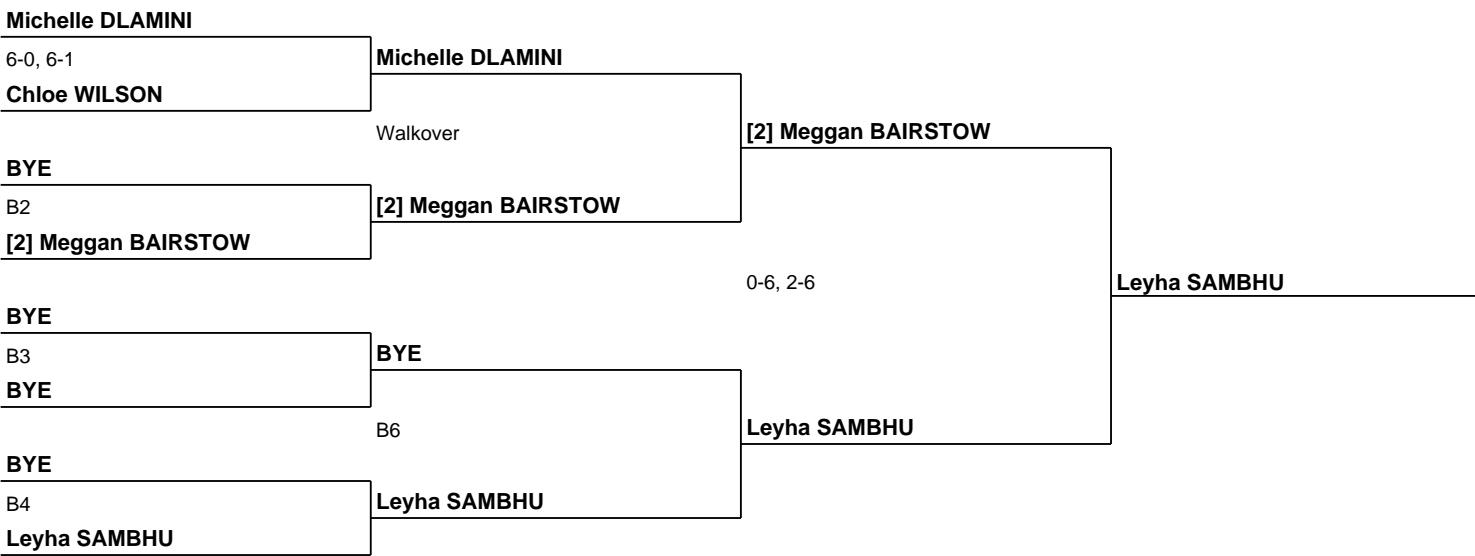 Michelle DLAMINI
6-0, 6-1
Michelle DLAMINI
Chloe WILSON
Walkover
[2] Meggan BAIRSTOW
BYE
B2
[2] Meggan BAIRSTOW
[2] Meggan BAIRSTOW
0-6, 2-6
Leyha SAMBHU
BYE
B3
BYE
BYE
B6
Leyha SAMBHU
BYE
B4
Leyha SAMBHU
Leyha SAMBHU